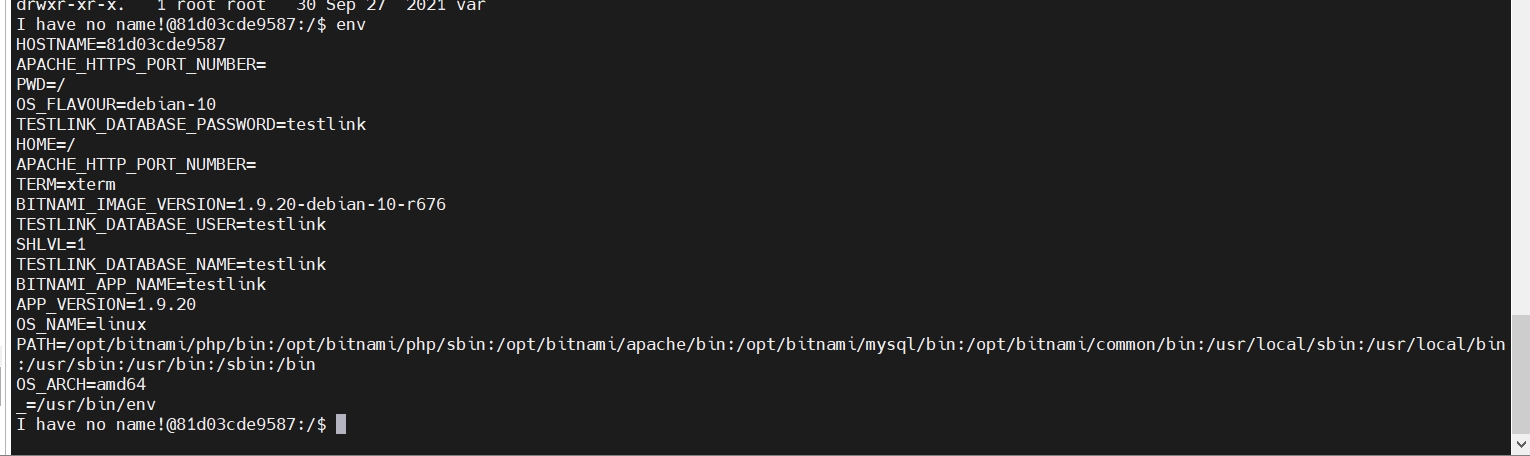 drwxr-xr-x.   1 root root   30 Sep 27  2021 var
I have no name!@81d03cde9587:/$ env
HOSTNAME=81d03cde9587
APACHE_HTTPS_PORT_NUMBER=
PWD=/
OS_FLAVOUR=debian-10
TESTLINK_DATABASE_PASSWORD=testlink
HOME=/
APACHE_HTTP_PORT_NUMBER=
TERM=xterm
BITNAMI_IMAGE_VERSION=1.9.20-debian-10-r676
TESTLINK_DATABASE_USER=testlink
SHLVL=1
TESTLINK_DATABASE_NAME=testlink
BITNAMI_APP_NAME=testlink
APP_VERSION=1.9.20
OS_NAME=linux
PATH=/opt/bitnami/php/bin:/opt/bitnami/php/sbin:/opt/bitnami/apache/bin:/opt/bitnami/mysql/bin:/opt/bitnami/common/bin:/usr/local/sbin:/usr/local/bin
:/usr/sbin:/usr/bin:/sbin:/bin
OS_ARCH=amd64
_=/usr/bin/env
I have no name!@81d03cde9587:/$